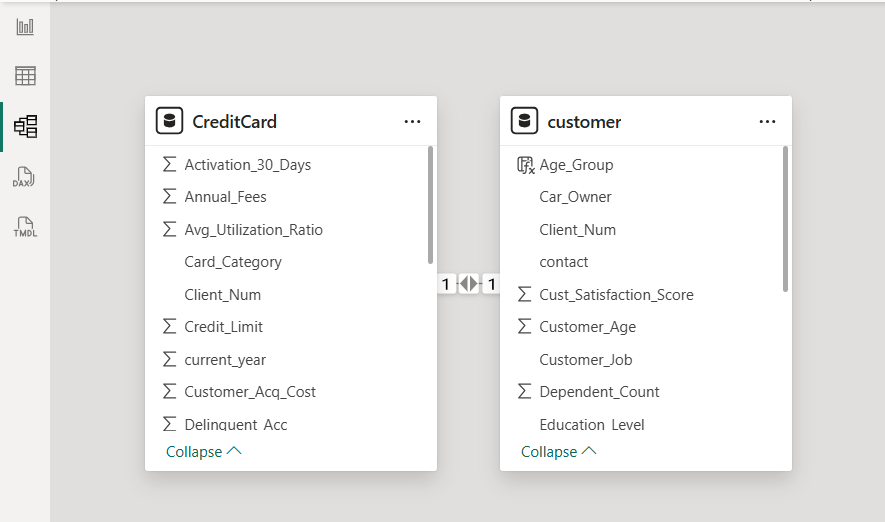 DAX
TMDL
CreditCard
...
Activation_30_Days
Annual_Fees
Avg_Utilization_Ratio
Card_Category
Client_Num
Credit_Limit
current_year
Customer_Acq_Cost
Delinquent_Acc
Collapse
1
1
customer
...
Age_Group
Car_Owner
Client_Num
contact
Cust_Satisfaction_Score
Customer_Age
Customer_Job
Dependent_Count
Education_Level
Collapse